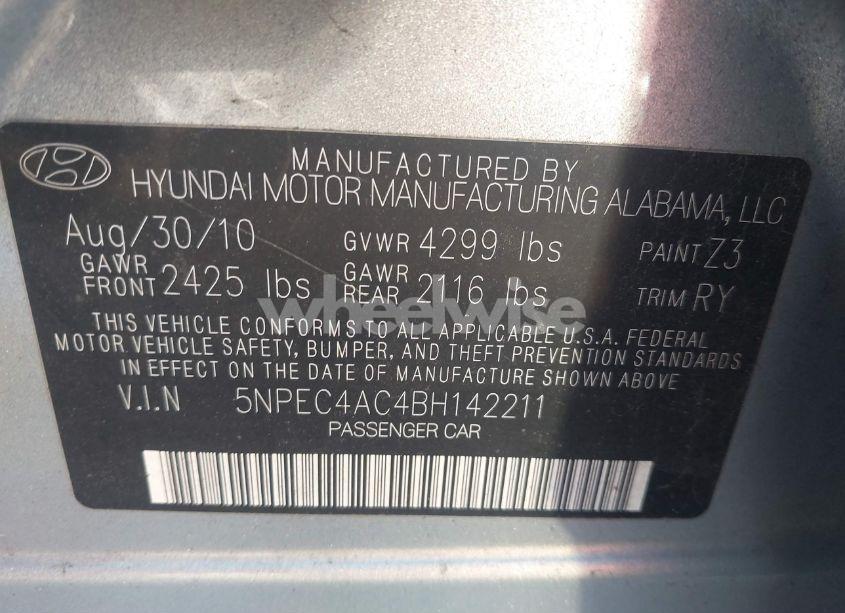 MANUFACTURED BY
HYUNDAI MOTOR MANUFACTURING ALABAMA, LLC
Aug/30/10 GVWR 4299 lbs PAINT Z3
GAWR FRONT 2425 lbs GAWR REAR 2116 lbs TRIM RY
wheelwise
THIS VEHICLE CONFORMS TO ALL APPLICABLE U.S.A. FEDERAL
MOTOR VEHICLE SAFETY, BUMPER, AND THEFT PREVENTION STANDARDS
IN EFFECT ON THE DATE OF MANUFACTURE SHOWN ABOVE
V.I.N 5NPEC4AC4BH142211
PASSENGER CAR